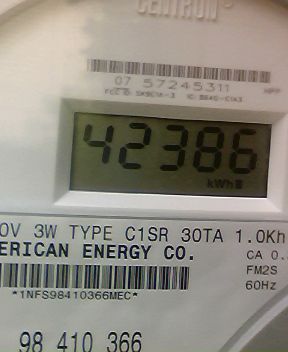 CENTRON
07 57245311
42386
kWh
0V 3W TYPE C1SR 30TA 1.0Kh
ERICAN ENERGY CO.
CA 0.
FM2S
*1NFS98410366MEC*
60Hz
98 410 366